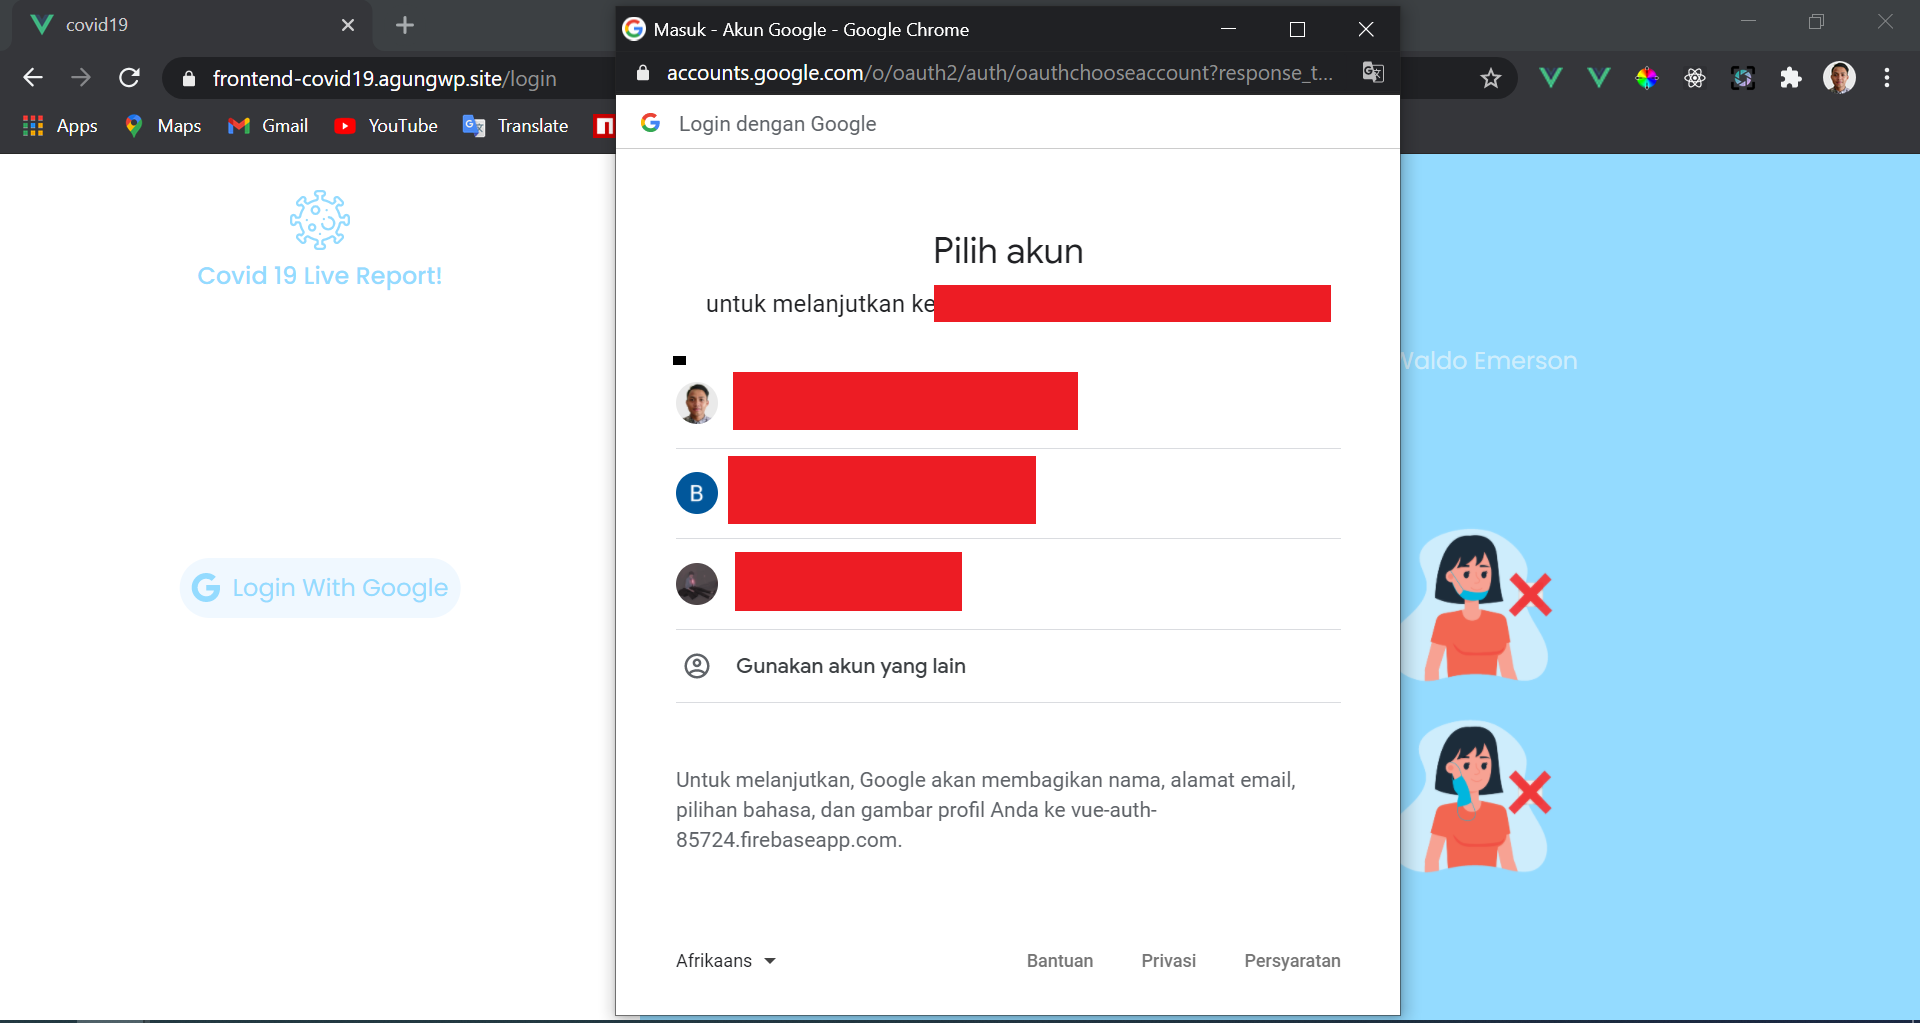 covid19
Masuk - Akun Google - Google Chrome
frontend-covid19.agungwp.site/login
accounts.google.com/o/oauth2/auth/oauthchooseaccount?response_t...
Apps
Maps
Gmail
YouTube
Translate
Login dengan Google
Covid 19 Live Report!
Pilih akun
untuk melanjutkan ke
Waldo Emerson
B
Login With Google
Gunakan akun yang lain
Untuk melanjutkan, Google akan membagikan nama, alamat email,
pilihan bahasa, dan gambar profil Anda ke vue-auth-
85724.firebaseapp.com.
Afrikaans
Bantuan
Privasi
Persyaratan